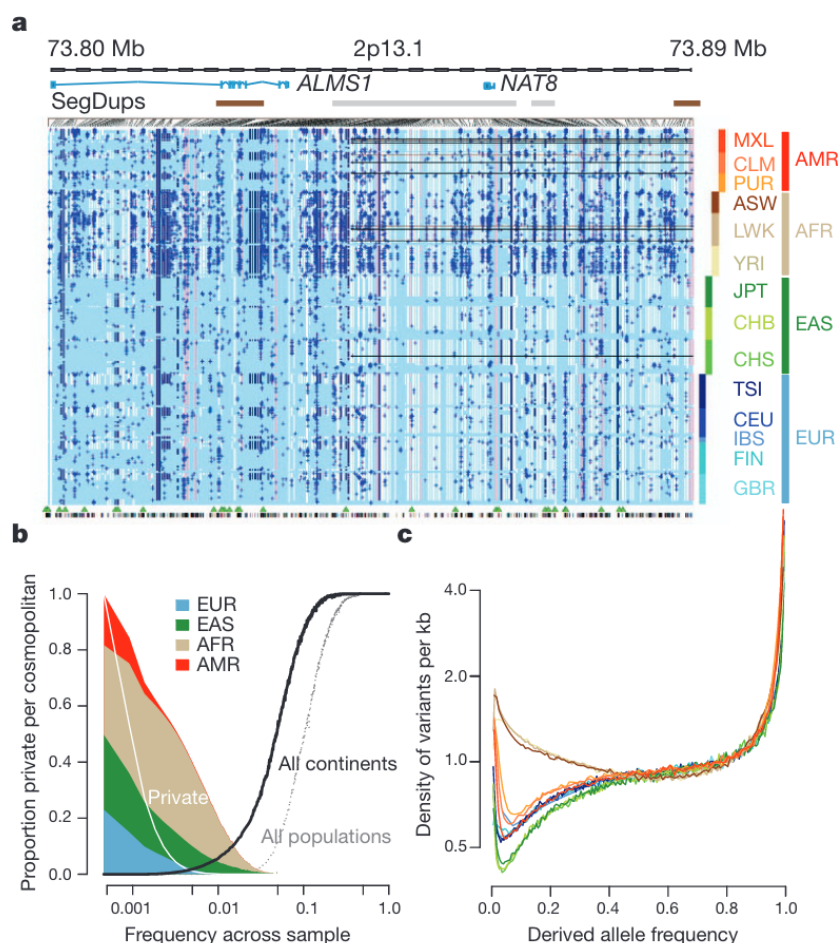 a
73.80 Mb 2p13.1 73.89 Mb
ALMS1 NAT8
SegDups
MXL
CLM
PUR
AMR
ASW
LWK
YRI
AFR
JPT
CHB
CHS
EAS
TSI
CEU
IBS
FIN
GBR
EUR
b
Proportion private per cosmopolitan
1.0
0.8
0.6
0.4
0.2
0.0
EUR
EAS
AFR
AMR
Private
All continents
All populations
0.001 0.01 0.1 1.0
Frequency across sample
c
Density of variants per kb
4.0
2.0
1.0
0.5
0.0 0.2 0.4 0.6 0.8 1.0
Derived allele frequency